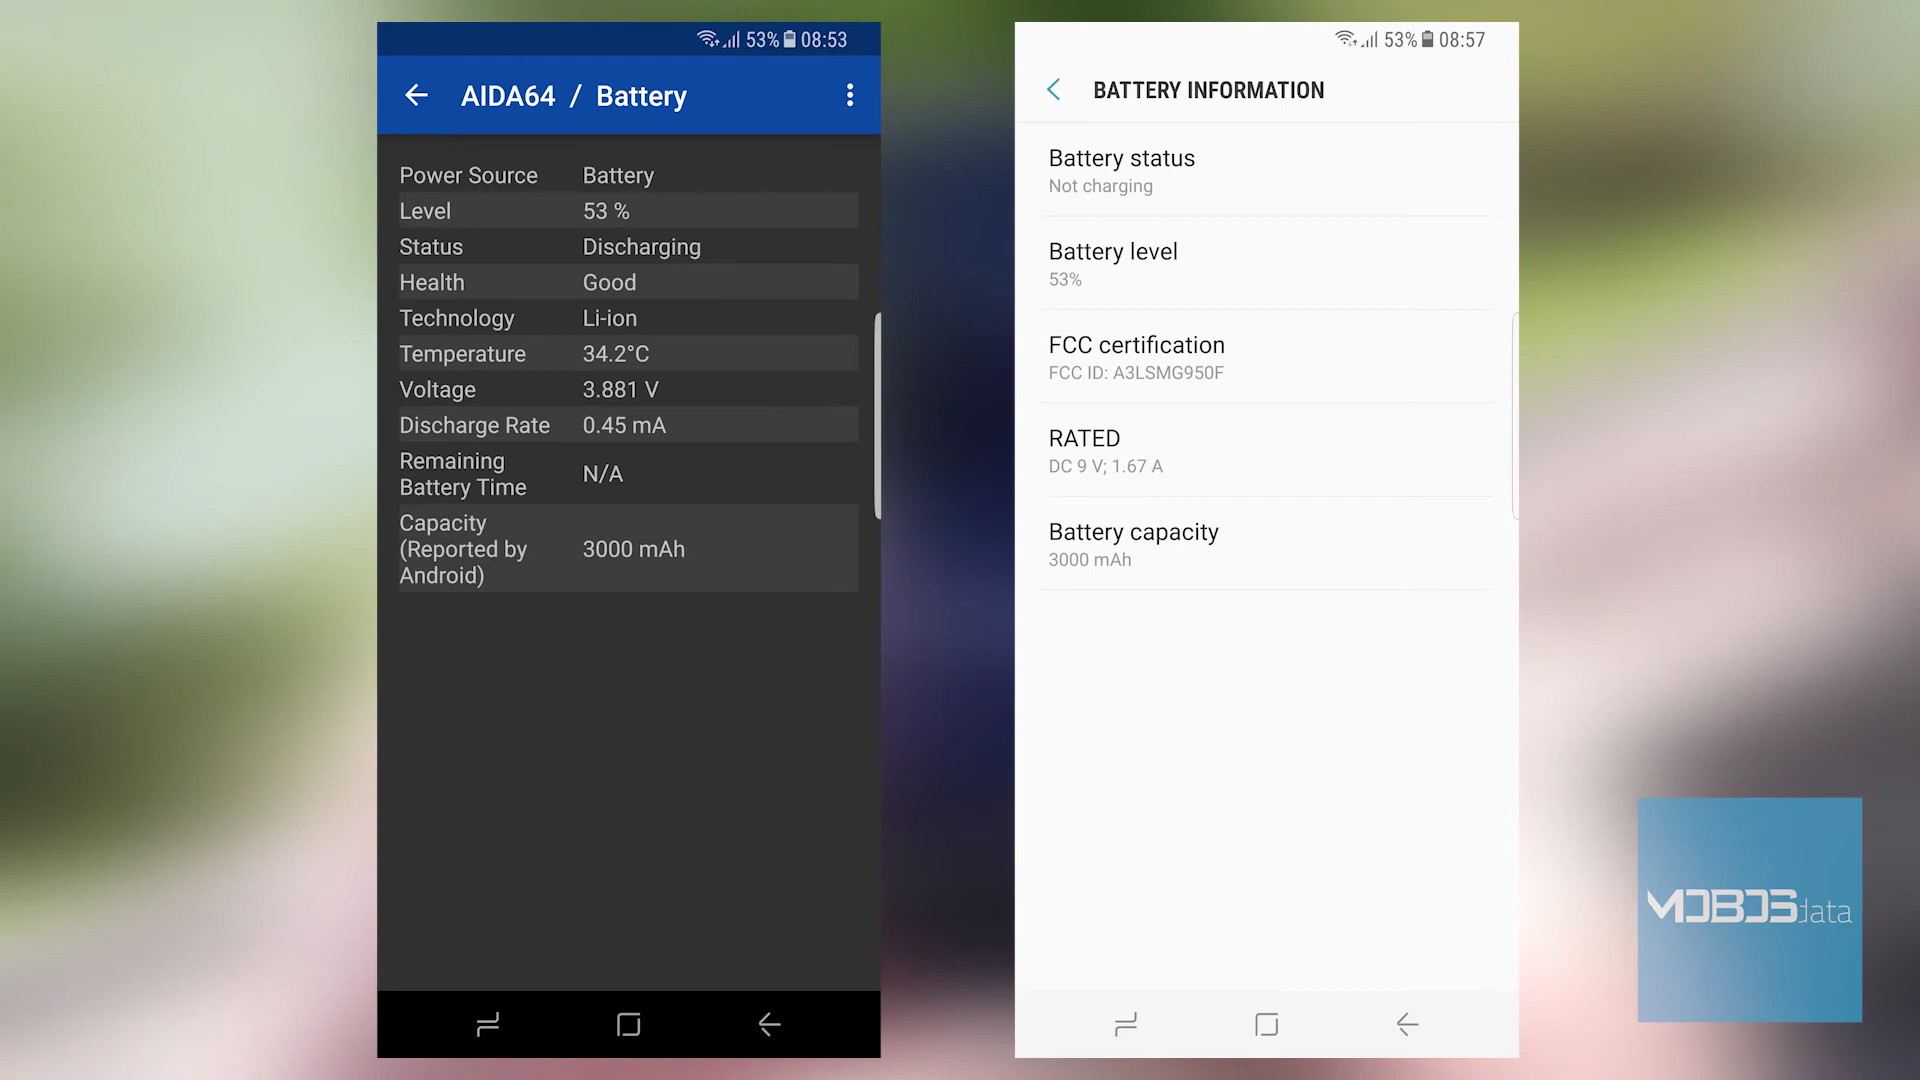 53% 08:53
AIDA64 / Battery
Power Source Battery
Level 53 %
Status Discharging
Health Good
Technology Li-ion
Temperature 34.2°C
Voltage 3.881 V
Discharge Rate 0.45 mA
Remaining
Battery Time N/A
Capacity
(Reported by
Android) 3000 mAh
53% 08:57
BATTERY INFORMATION
Battery status
Not charging
Battery level
53%
FCC certification
FCC ID: A3LSMG950F
RATED
DC 9 V; 1.67 A
Battery capacity
3000 mAh
MOBOSdata